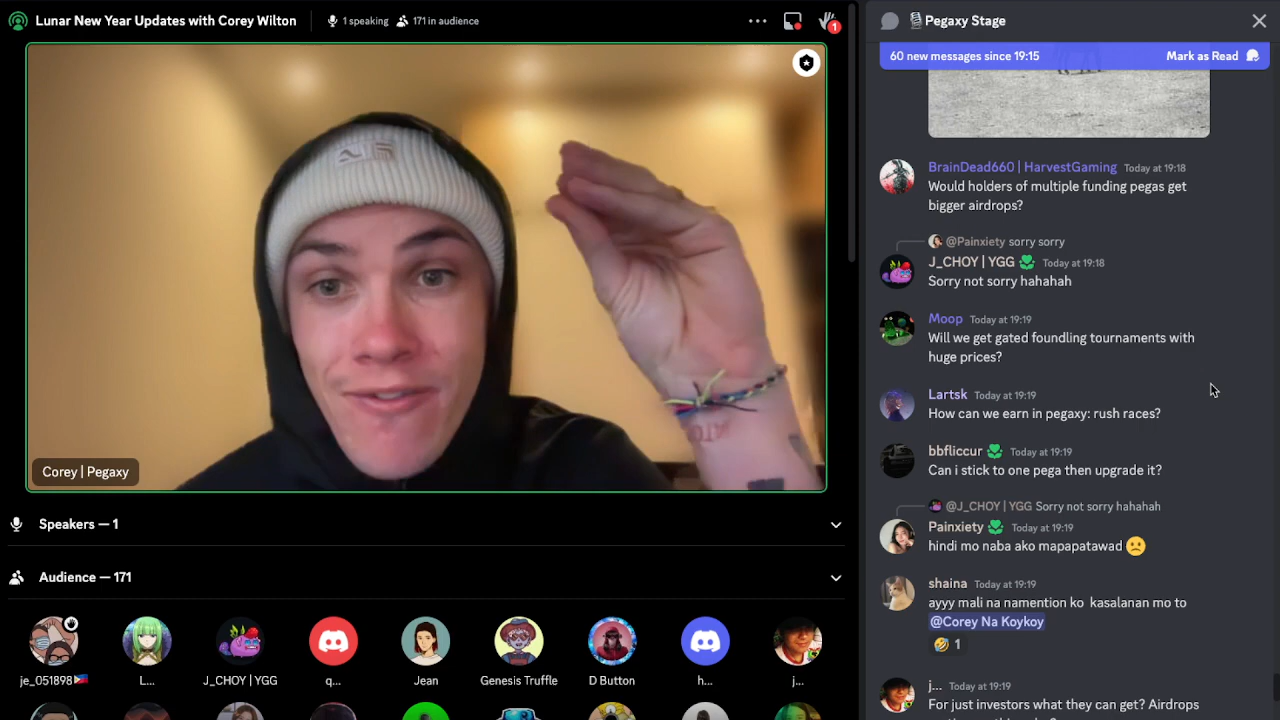 Lunar New Year Updates with Corey Wilton
1 speaking
171 in audience
1
Corey | Pegaxy
Speakers — 1
Audience — 171
je_051898🇵🇭
L...
J_CHOY | YGG
q...
Jean
Genesis Truffle
D Button
h...
j...
Pegaxy Stage
60 new messages since 19:15
Mark as Read
BrainDead660 | HarvestGaming Today at 19:18
Would holders of multiple funding pegas get
bigger airdrops?
@Painxiety sorry sorry
J_CHOY | YGG Today at 19:18
Sorry not sorry hahahah
Moop Today at 19:19
Will we get gated foundling tournaments with
huge prices?
Lartsk Today at 19:19
How can we earn in pegaxy: rush races?
bbfliccur Today at 19:19
Can i stick to one pega then upgrade it?
@J_CHOY | YGG Sorry not sorry hahahah
Painxiety Today at 19:19
hindi mo naba ako mapapatawad 🙁
shaina Today at 19:19
ayyy mali na namention ko kasalanan mo to
@Corey Na Koykoy
🤣 1
j... Today at 19:19
For just investors what they can get? Airdrops